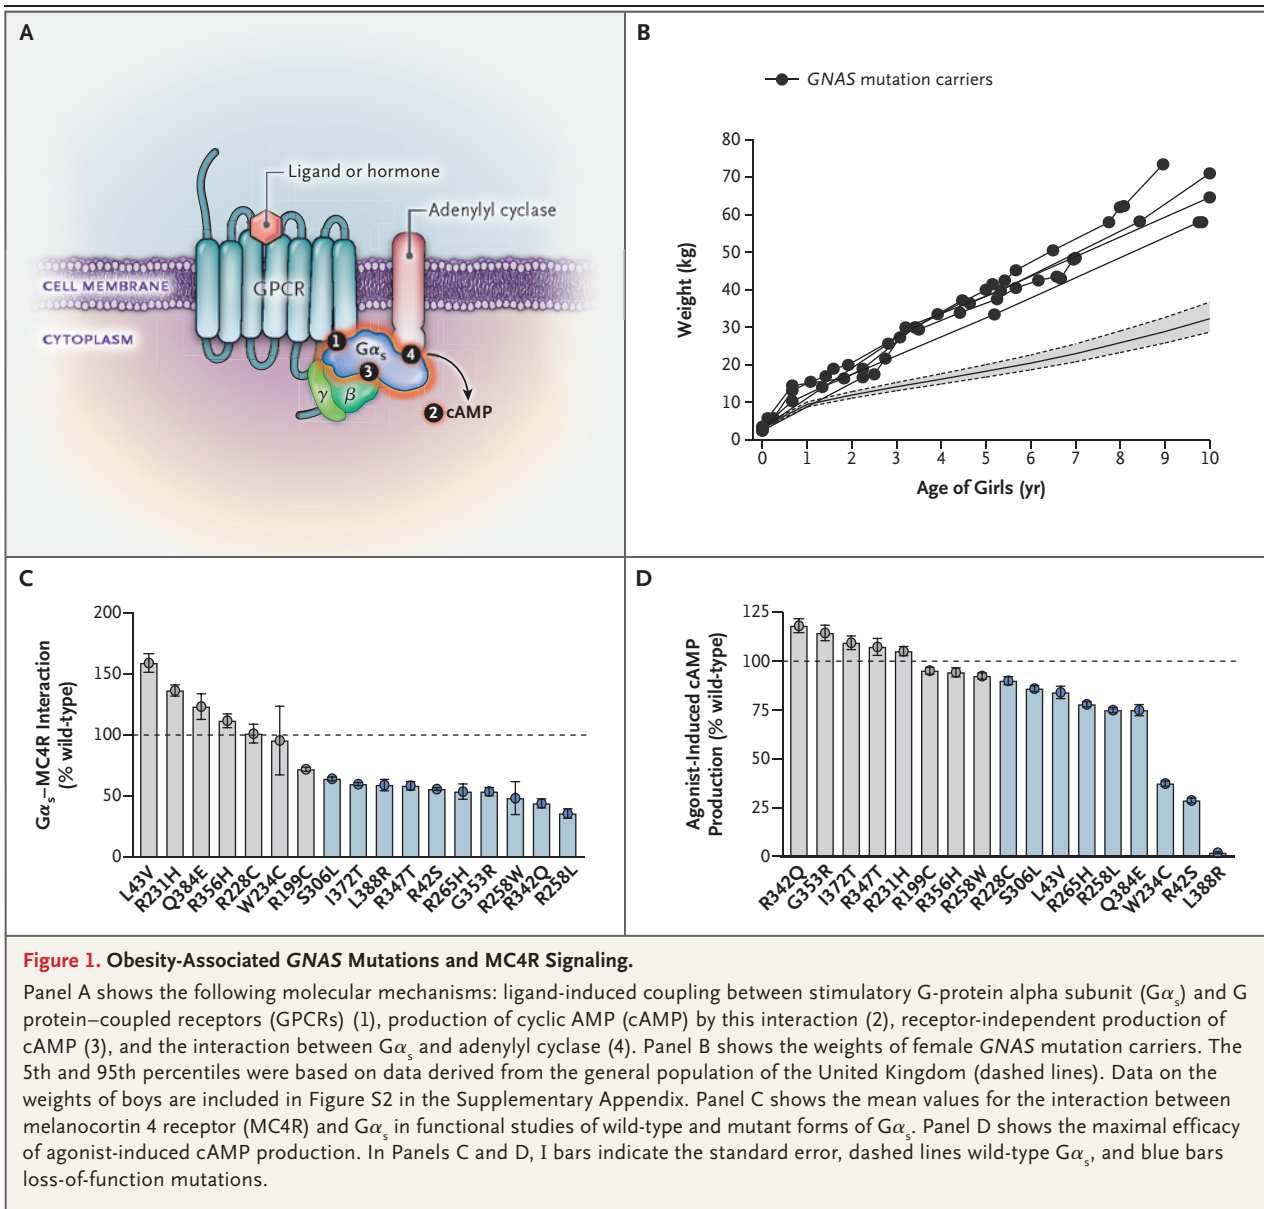 A
Ligand or hormone
Adenylyl cyclase
CELL MEMBRANE
GPCR
CYTOPLASM
1
Gαs
4
3
γ
β
2 cAMP
B
GNAS mutation carriers
Weight (kg)
80
70
60
50
40
30
20
10
0
0 1 2 3 4 5 6 7 8 9 10
Age of Girls (yr)
C
Gαs–MC4R Interaction
(% wild-type)
200
150
100
50
0
L43V
R231H
Q384E
R356H
R228C
W234C
R199C
S306L
I372T
L388R
R347T
R42S
R265H
G353R
R258W
R342Q
R258L
D
Agonist-Induced cAMP
Production (% wild-type)
125
100
75
50
25
0
R342Q
G353R
I372T
R347T
R231H
R199C
R356H
R258W
R228C
S306L
L43V
R265H
R258L
Q384E
W234C
R42S
L388R
Figure 1. Obesity-Associated GNAS Mutations and MC4R Signaling.
Panel A shows the following molecular mechanisms: ligand-induced coupling between stimulatory G-protein alpha subunit (Gαs) and G
protein–coupled receptors (GPCRs) (1), production of cyclic AMP (cAMP) by this interaction (2), receptor-independent production of
cAMP (3), and the interaction between Gαs and adenylyl cyclase (4). Panel B shows the weights of female GNAS mutation carriers. The
5th and 95th percentiles were based on data derived from the general population of the United Kingdom (dashed lines). Data on the
weights of boys are included in Figure S2 in the Supplementary Appendix. Panel C shows the mean values for the interaction between
melanocortin 4 receptor (MC4R) and Gαs in functional studies of wild-type and mutant forms of Gαs. Panel D shows the maximal efficacy
of agonist-induced cAMP production. In Panels C and D, I bars indicate the standard error, dashed lines wild-type Gαs, and blue bars
loss-of-function mutations.